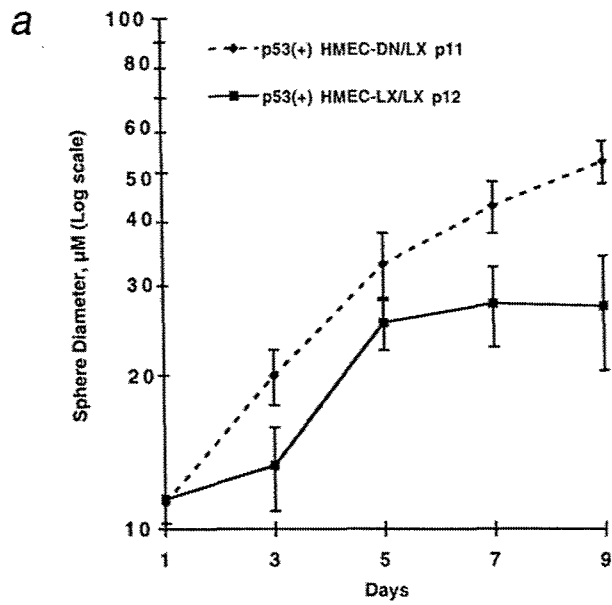 a
100
80
60
50
40
30
20
10
p53(+) HMEC-DN/LX p11
p53(+) HMEC-LX/LX p12
Sphere Diameter, µM (Log scale)
1 3 5 7 9
Days